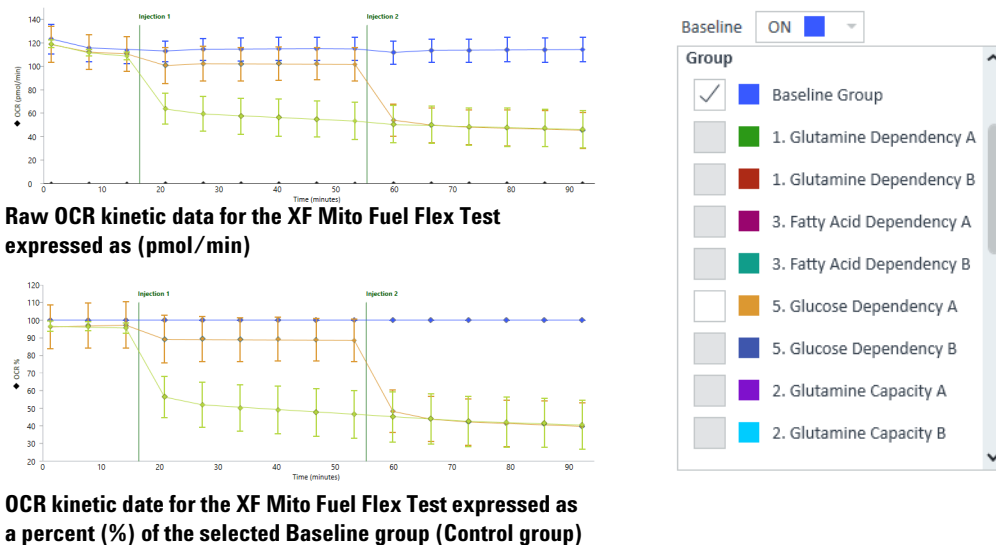 Injection 1 Injection 2
140
120
100
80
60
40
20
0
◆ OCR (pmol/min)
0 10 20 30 40 50 60 70 80 90
Time (minutes)
Raw OCR kinetic data for the XF Mito Fuel Flex Test
expressed as (pmol/min)
Injection 1 Injection 2
120
110
100
90
80
70
60
50
40
30
20
◆ OCR %
0 10 20 30 40 50 60 70 80 90
Time (minutes)
OCR kinetic date for the XF Mito Fuel Flex Test expressed as
a percent (%) of the selected Baseline group (Control group)
Baseline ON
Group
Baseline Group
1. Glutamine Dependency A
1. Glutamine Dependency B
3. Fatty Acid Dependency A
3. Fatty Acid Dependency B
5. Glucose Dependency A
5. Glucose Dependency B
2. Glutamine Capacity A
2. Glutamine Capacity B